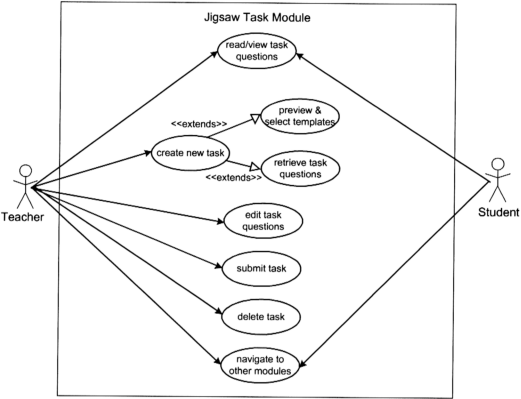 Jigsaw Task Module
read/view task
questions
<<extends>>
preview &
select templates
create new task
<<extends>>
retrieve task
questions
Teacher
Student
edit task
questions
submit task
delete task
navigate to
other modules